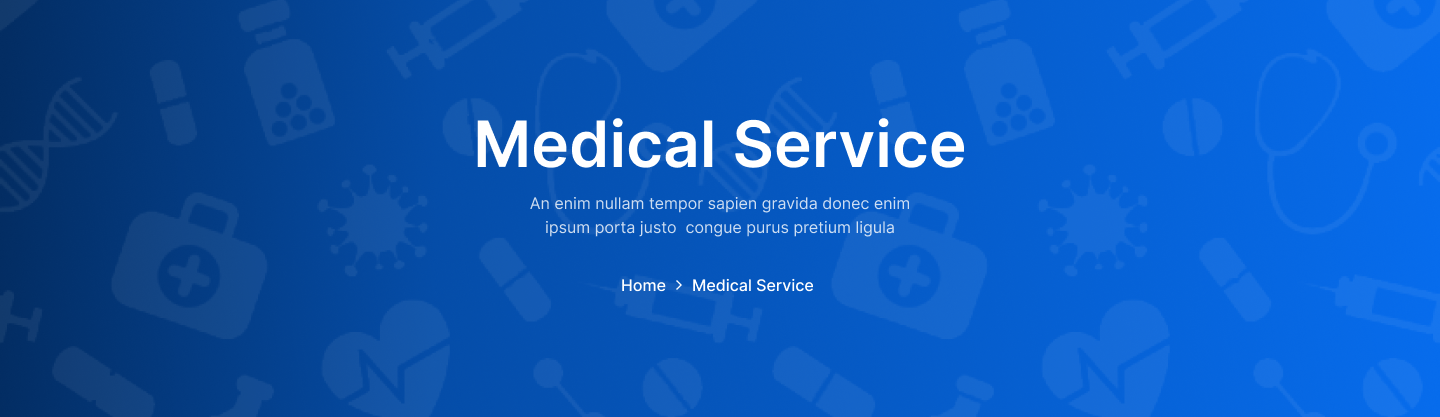 Medical Service
An enim nullam tempor sapien gravida donec enim
ipsum porta justo  congue purus pretium ligula
Home > Medical Service